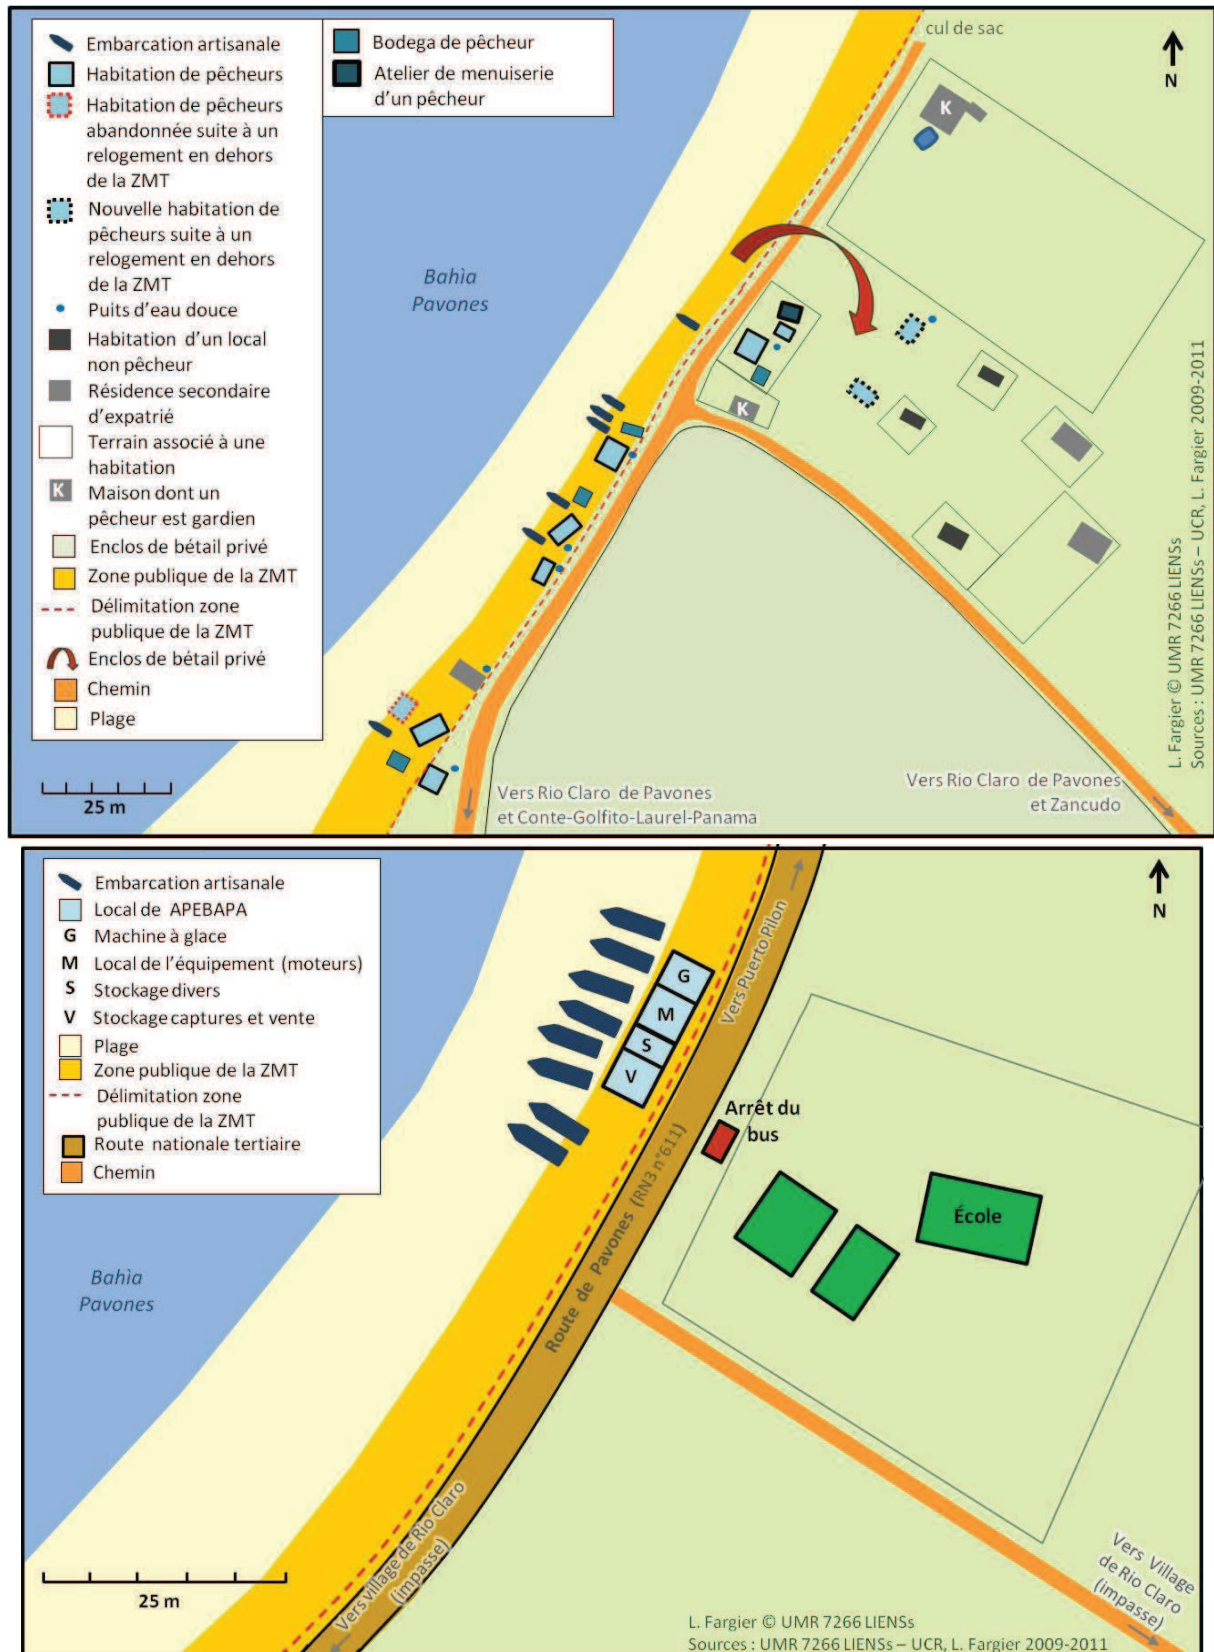 Embarcation artisanale
Habitation de pêcheurs
Habitation de pêcheurs
abandonnée suite à un
relogement en dehors
de la ZMT
Nouvelle habitation de
pêcheurs suite à un
relogement en dehors
de la ZMT
Puits d'eau douce
Habitation d'un local
non pêcheur
Résidence secondaire
d'expatrié
Terrain associé à une
habitation
K Maison dont un
pêcheur est gardien
Enclos de bétail privé
Zone publique de la ZMT
Délimitation zone
publique de la ZMT
Enclos de bétail privé
Chemin
Plage
25 m
Bodega de pêcheur
Atelier de menuiserie
d'un pêcheur
cul de sac
N
K
Bahìa
Pavones
K
Vers Rio Claro de Pavones
et Conte-Golfito-Laurel-Panama
Vers Rio Claro de Pavones
et Zancudo
L. Fargier © UMR 7266 LIENSs
Sources : UMR 7266 LIENSs – UCR, L. Fargier 2009-2011
Embarcation artisanale
Local de APEBAPA
G Machine à glace
M Local de l'équipement (moteurs)
S Stockage divers
V Stockage captures et vente
Plage
Zone publique de la ZMT
Délimitation zone
publique de la ZMT
Route nationale tertiaire
Chemin
N
G
M
S
V
Vers Puerto Pilon
Arrêt du
bus
École
Route de Pavones (RN3 n°611)
Bahìa
Pavones
Vers village de Rio Claro
(impasse)
Vers Village
de Rio Claro
(impasse)
25 m
L. Fargier © UMR 7266 LIENSs
Sources : UMR 7266 LIENSs – UCR, L. Fargier 2009-2011